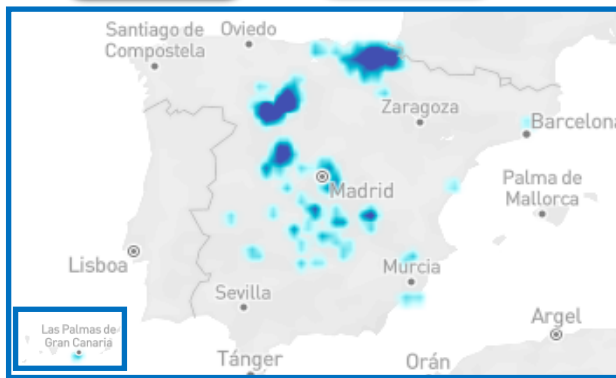 Santiago de
Compostela
Oviedo
Zaragoza
Barcelona
Madrid
Palma de
Mallorca
Lisboa
Murcia
Sevilla
Las Palmas de
Gran Canaria
Argel
Tánger
Orán